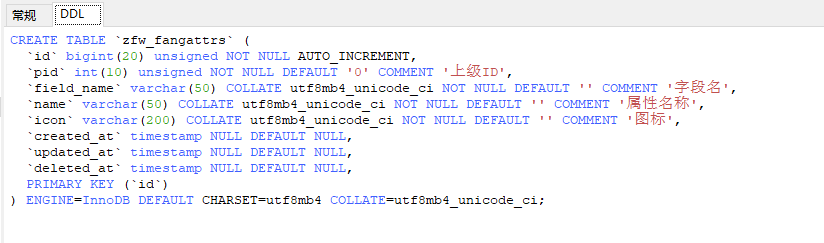 常规 DDL
CREATE TABLE `zfw_fangattrs` (
  `id` bigint(20) unsigned NOT NULL AUTO_INCREMENT,
  `pid` int(10) unsigned NOT NULL DEFAULT '0' COMMENT '上级ID',
  `field_name` varchar(50) COLLATE utf8mb4_unicode_ci NOT NULL DEFAULT '' COMMENT '字段名',
  `name` varchar(50) COLLATE utf8mb4_unicode_ci NOT NULL DEFAULT '' COMMENT '属性名称',
  `icon` varchar(200) COLLATE utf8mb4_unicode_ci NOT NULL DEFAULT '' COMMENT '图标',
  `created_at` timestamp NULL DEFAULT NULL,
  `updated_at` timestamp NULL DEFAULT NULL,
  `deleted_at` timestamp NULL DEFAULT NULL,
  PRIMARY KEY (`id`)
) ENGINE=InnoDB DEFAULT CHARSET=utf8mb4 COLLATE=utf8mb4_unicode_ci;